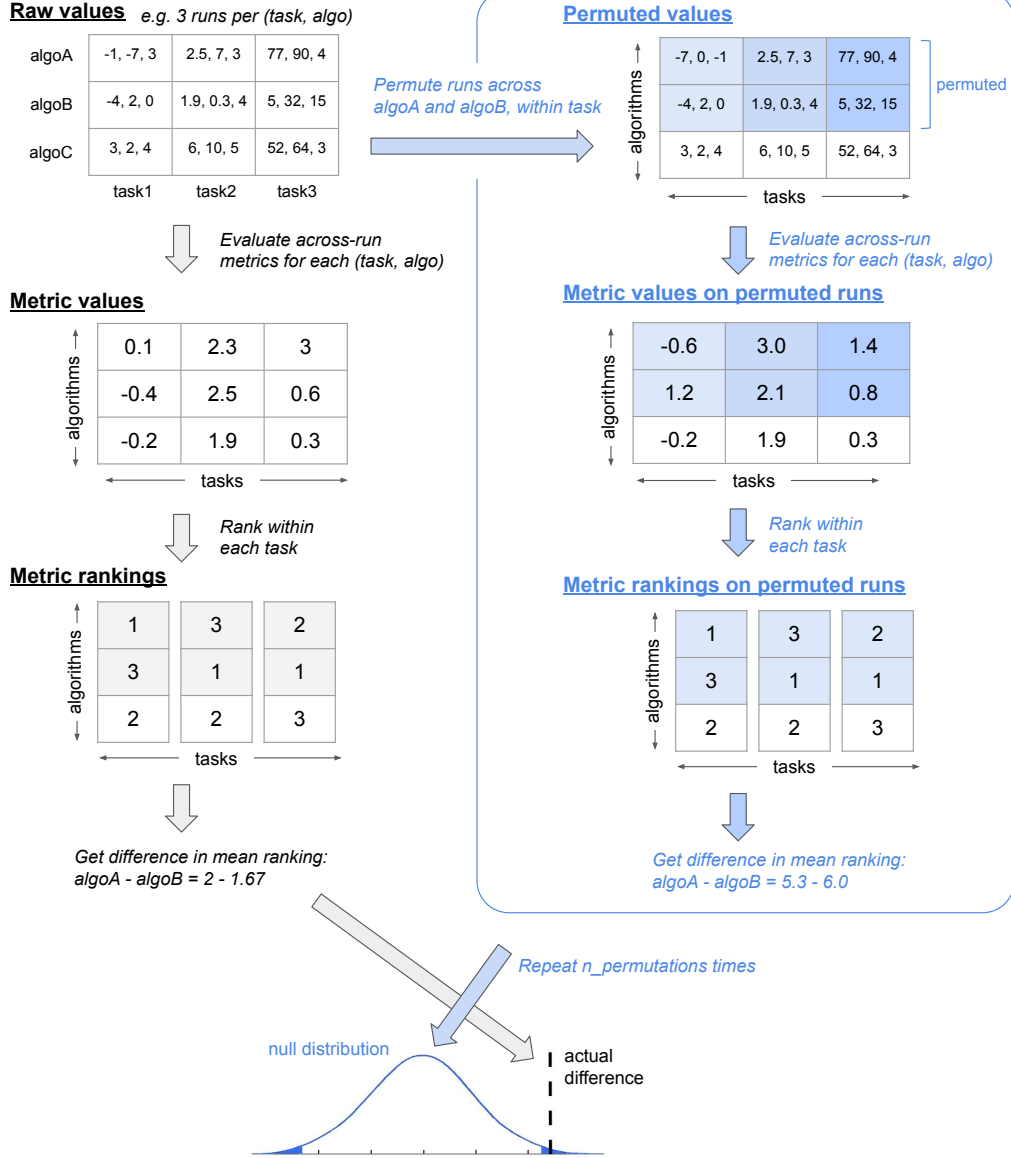 Raw values e.g. 3 runs per (task, algo)
algoA -1, -7, 3 2.5, 7, 3 77, 90, 4
algoB -4, 2, 0 1.9, 0.3, 4 5, 32, 15
algoC 3, 2, 4 6, 10, 5 52, 64, 3
task1 task2 task3
Evaluate across-run
metrics for each (task, algo)
Metric values
algorithms
0.1 2.3 3
-0.4 2.5 0.6
-0.2 1.9 0.3
tasks
Rank within
each task
Metric rankings
algorithms
1 3 2
3 1 1
2 2 3
tasks
Get difference in mean ranking:
algoA - algoB = 2 - 1.67
Permute runs across
algoA and algoB, within task
Permuted values
algorithms
-7, 0, -1 2.5, 7, 3 77, 90, 4
-4, 2, 0 1.9, 0.3, 4 5, 32, 15
3, 2, 4 6, 10, 5 52, 64, 3
permuted
tasks
Evaluate across-run
metrics for each (task, algo)
Metric values on permuted runs
algorithms
-0.6 3.0 1.4
1.2 2.1 0.8
-0.2 1.9 0.3
tasks
Rank within
each task
Metric rankings on permuted runs
algorithms
1 3 2
3 1 1
2 2 3
tasks
Get difference in mean ranking:
algoA - algoB = 5.3 - 6.0
Repeat n_permutations times
null distribution
actual
difference